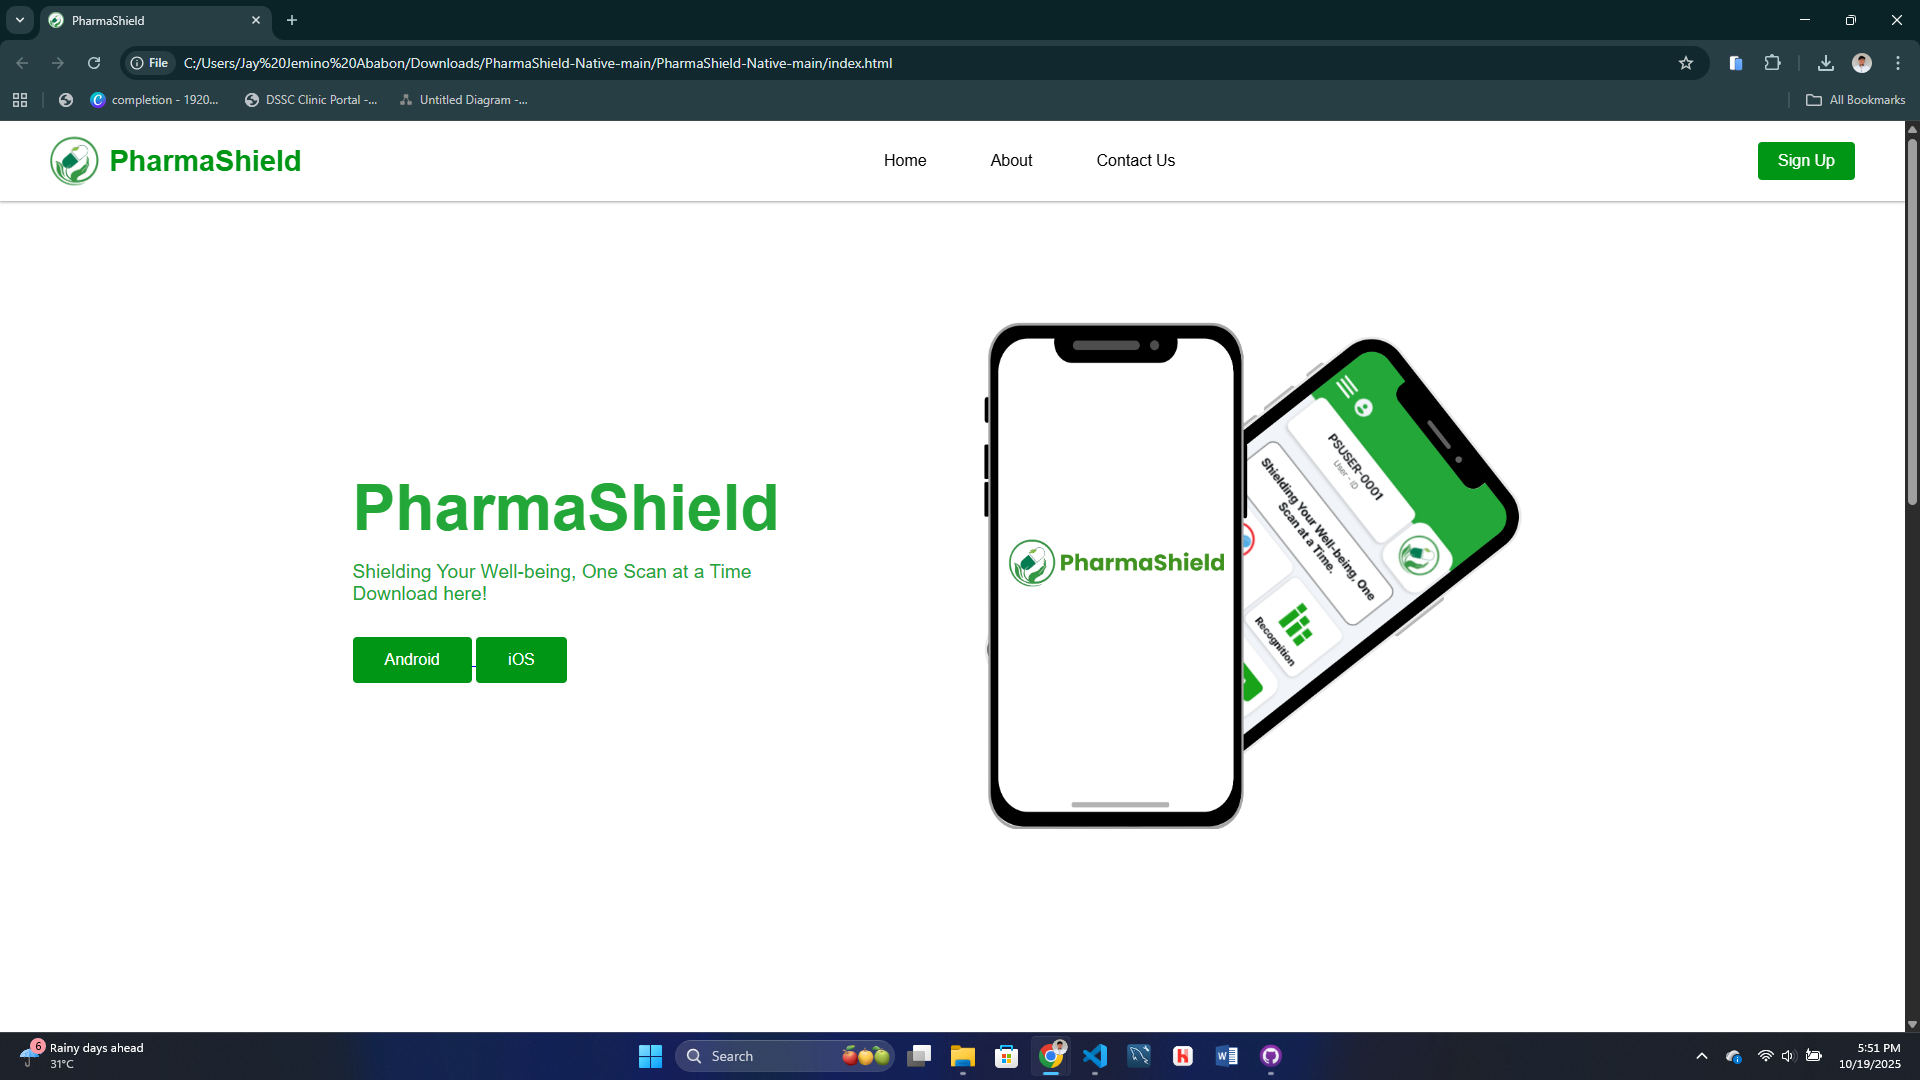 PharmaShield
File
C:/Users/Jay%20Jemino%20Ababon/Downloads/PharmaShield-Native-main/PharmaShield-Native-main/index.html
completion - 1920...
DSSC Clinic Portal -...
Untitled Diagram -...
All Bookmarks
PharmaShield
Home
About
Contact Us
Sign Up
PharmaShield
Shielding Your Well-being, One Scan at a Time
Download here!
Android
iOS
PharmaShield
PSUSER-0001
User - ID
Shielding Your Well-being, One
Scan at a Time.
Recognition
6
Rainy days ahead
31°C
Search
5:51 PM
10/19/2025